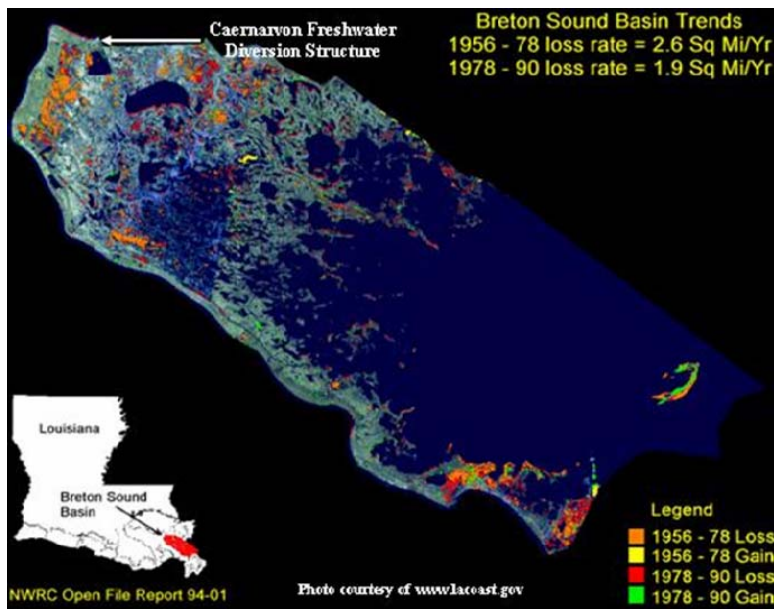 Caernarvon Freshwater
Diversion Structure
Breton Sound Basin Trends
1956 - 78 loss rate = 2.6 Sq Mi/Yr
1978 - 90 loss rate = 1.9 Sq Mi/Yr
Louisiana
Breton Sound
Basin
Legend
1956 - 78 Loss
1956 - 78 Gain
1978 - 90 Loss
1978 - 90 Gain
NWRC Open File Report 94-01
Photo courtesy of www.lacoast.gov